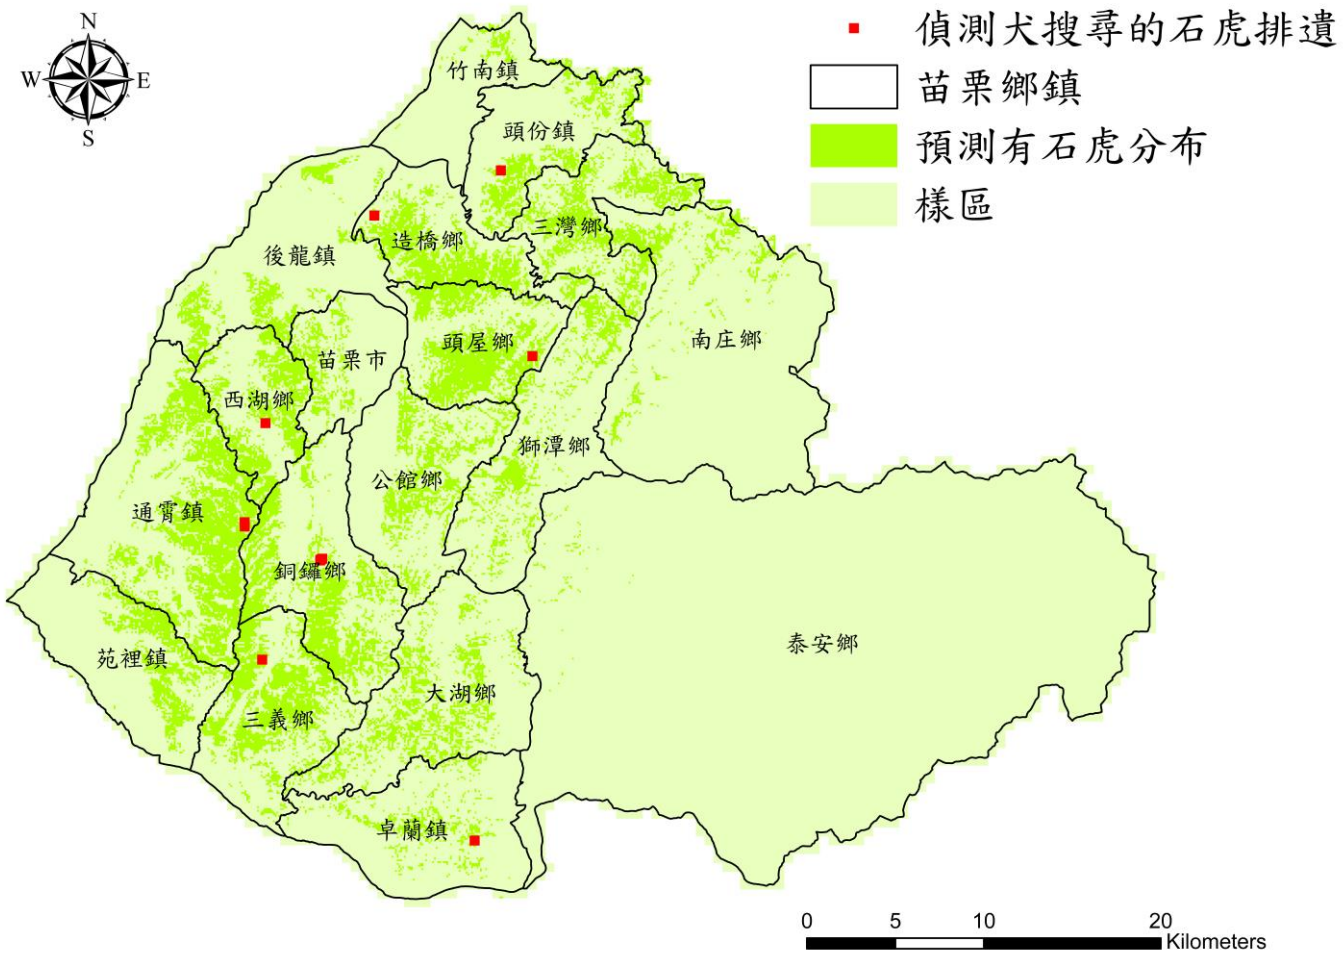 N
W
E
S
偵測犬搜尋的石虎排遺
苗栗鄉鎮
預測有石虎分布
樣區
竹南鎮
頭份鎮
三灣鄉
造橋鄉
後龍鎮
南庄鄉
頭屋鄉
苗栗市
西湖鄉
獅潭鄉
公館鄉
通霄鎮
銅鑼鄉
泰安鄉
苑裡鎮
大湖鄉
三義鄉
卓蘭鎮
0 5 10 20
Kilometers